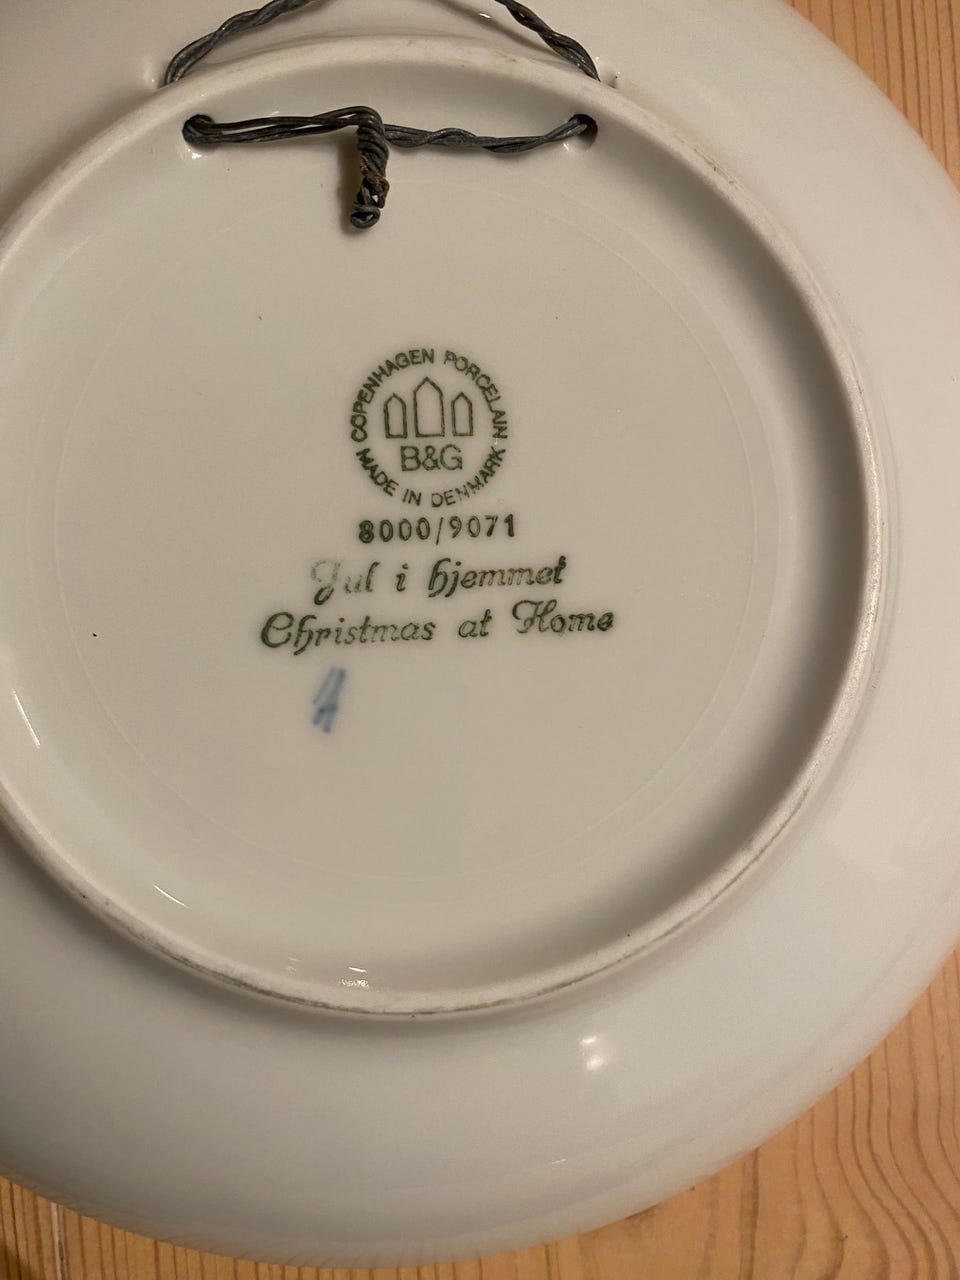 COPENHAGEN PORCELAIN
B&G
MADE IN DENMARK
8000/9071
Jul i hjemmet
Christmas at Home